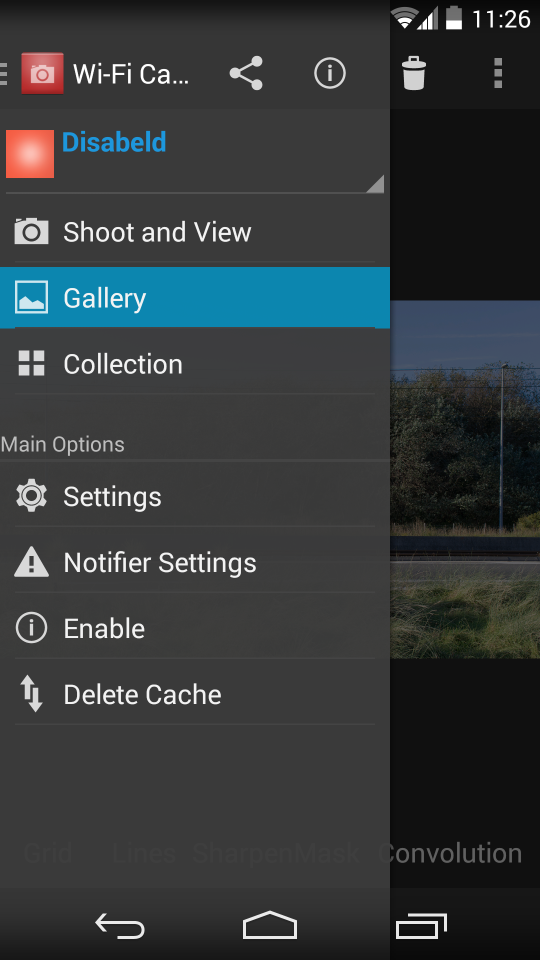 11:26
Wi-Fi Ca...
Disabeld
Shoot and View
Gallery
Collection
Main Options
Settings
Notifier Settings
Enable
Delete Cache
Grid Lines SharpenMask Convolution